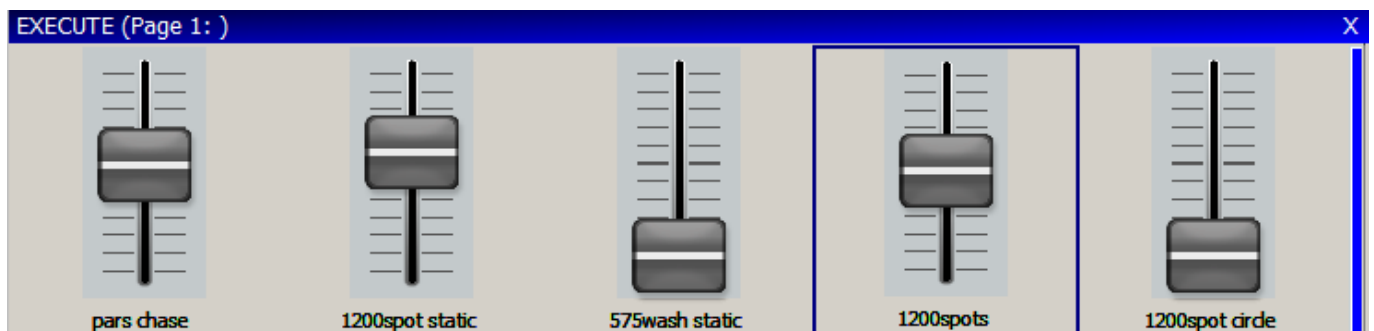 EXECUTE (Page 1: )
X
pars chase
1200spot static
575wash static
1200spots
1200spot circle